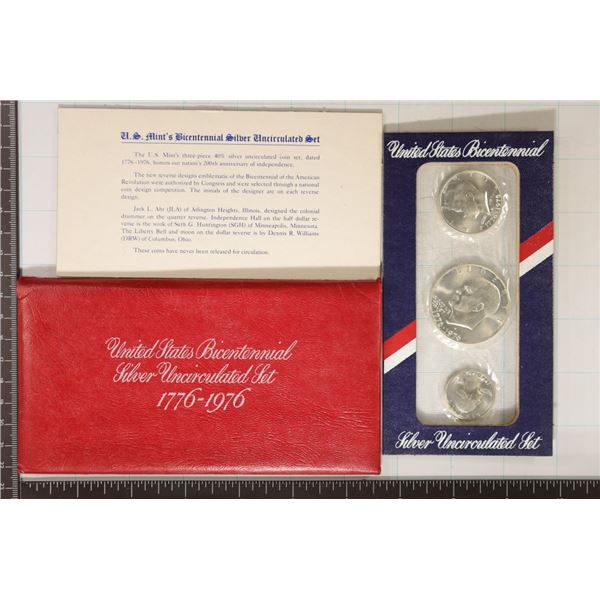 U.S. Mint's Bicentennial Silver Uncirculated Set
The U.S. Mint's three-piece 40% silver uncirculated coin set, dated
1776-1976, honors our nation's 200th anniversary of independence.
The new reverse designs emblematic of the Bicentennial of the American
Revolution were authorized by Congress and were selected through a national
coin design competition. The initials of the designer are on each reverse
design.
Jack L. Ahr (JLA) of Arlington Heights, Illinois, designed the colonial
drummer on the quarter reverse. Independence Hall on the half dollar reverse
is the work of Seth G. Huntington (SGH) of Minneapolis, Minnesota.
The Liberty Bell and moon on the dollar reverse is by Dennis R. Williams
(DRW) of Columbus, Ohio.
These coins have never been released for circulation.
United States Bicentennial
Silver Uncirculated Set
1776-1976
United States Bicentennial
LIBERTY
1776-1976
Silver Uncirculated Set